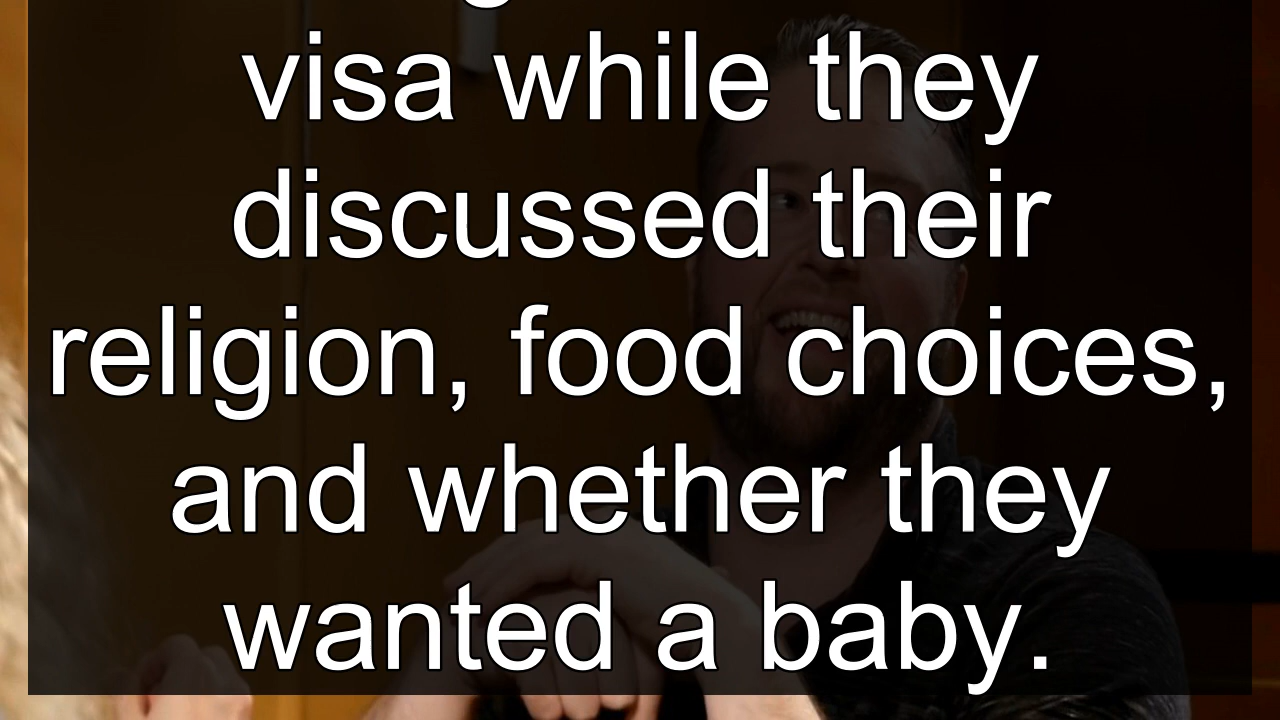 visa while they
discussed their
religion, food choices,
and whether they
wanted a baby.